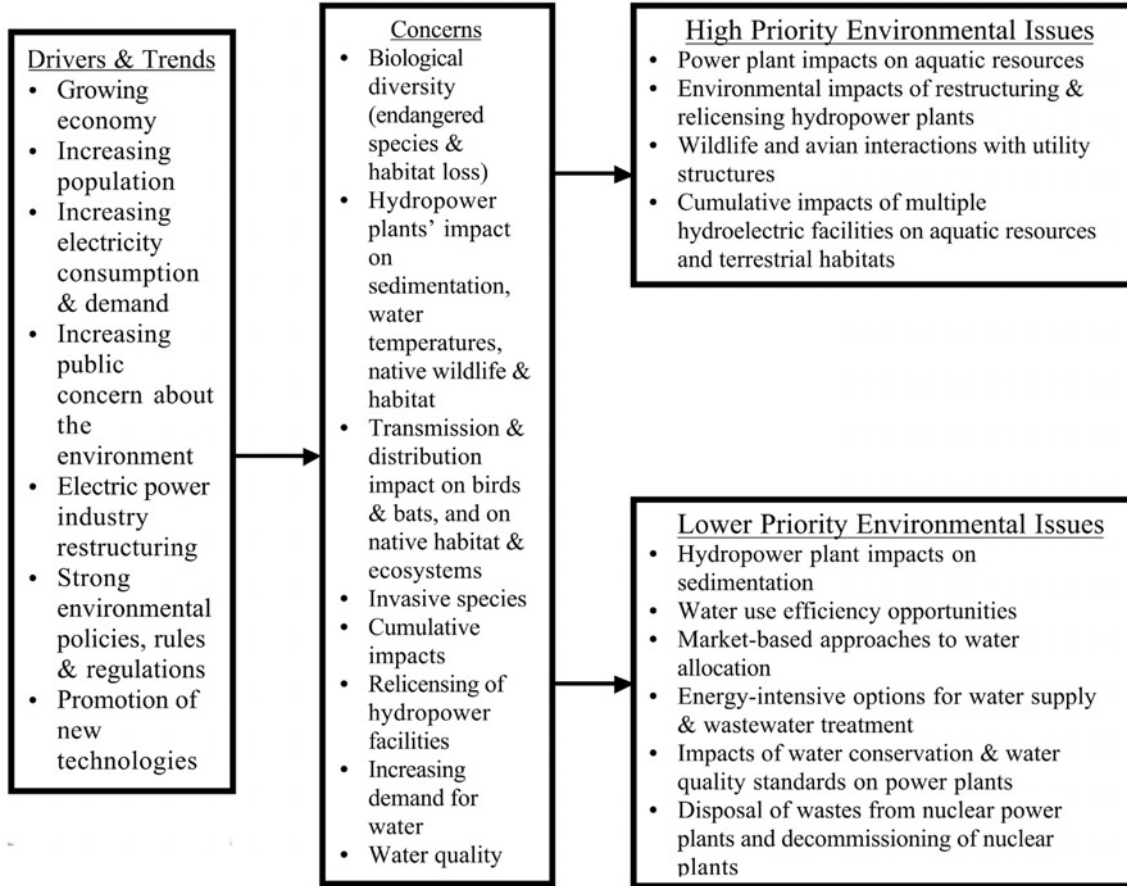 Drivers & Trends
• Growing
economy
• Increasing
population
• Increasing
electricity
consumption
& demand
• Increasing
public
concern about
the
environment
• Electric power
industry
restructuring
• Strong
environmental
policies, rules
& regulations
• Promotion of
new
technologies
Concerns
• Biological
diversity
(endangered
species &
habitat loss)
• Hydropower
plants’ impact
on
sedimentation,
water
temperatures,
native wildlife &
habitat
• Transmission &
distribution
impact on birds
& bats, and on
native habitat &
ecosystems
• Invasive species
• Cumulative
impacts
• Relicensing of
hydropower
facilities
• Increasing
demand for
water
• Water quality
High Priority Environmental Issues
• Power plant impacts on aquatic resources
• Environmental impacts of restructuring &
relicensing hydropower plants
• Wildlife and avian interactions with utility
structures
• Cumulative impacts of multiple
hydroelectric facilities on aquatic resources
and terrestrial habitats
Lower Priority Environmental Issues
• Hydropower plant impacts on
sedimentation
• Water use efficiency opportunities
• Market-based approaches to water
allocation
• Energy-intensive options for water supply
& wastewater treatment
• Impacts of water conservation & water
quality standards on power plants
• Disposal of wastes from nuclear power
plants and decommissioning of nuclear
plants